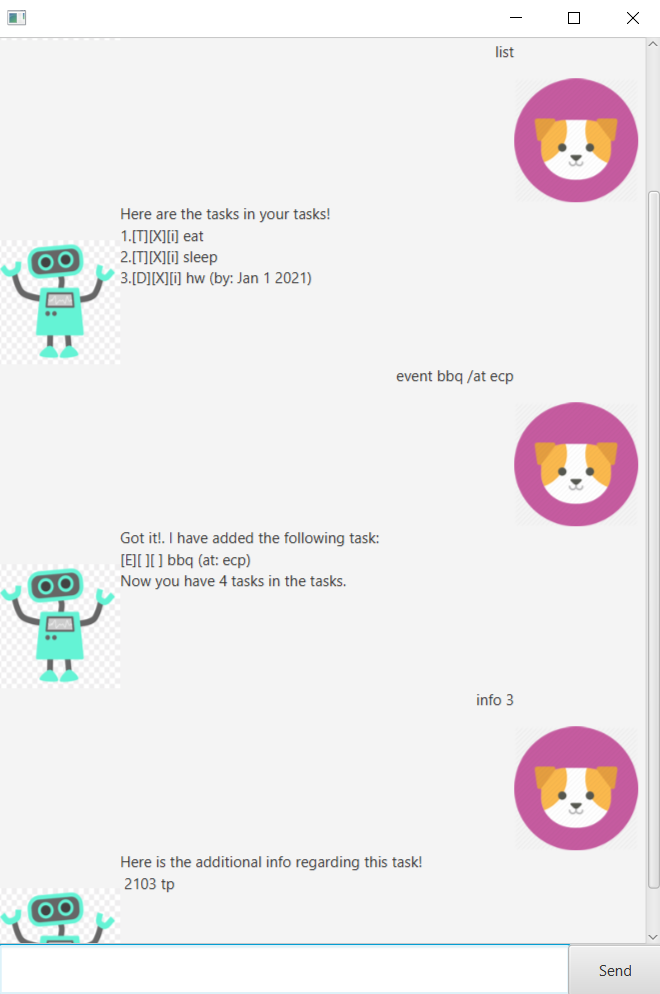 list
Here are the tasks in your tasks!
1.[T][X][i] eat
2.[T][X][i] sleep
3.[D][X][i] hw (by: Jan 1 2021)
event bbq /at ecp
Got it!. I have added the following task:
[E][ ][ ] bbq (at: ecp)
Now you have 4 tasks in the tasks.
info 3
Here is the additional info regarding this task!
2103 tp
Send